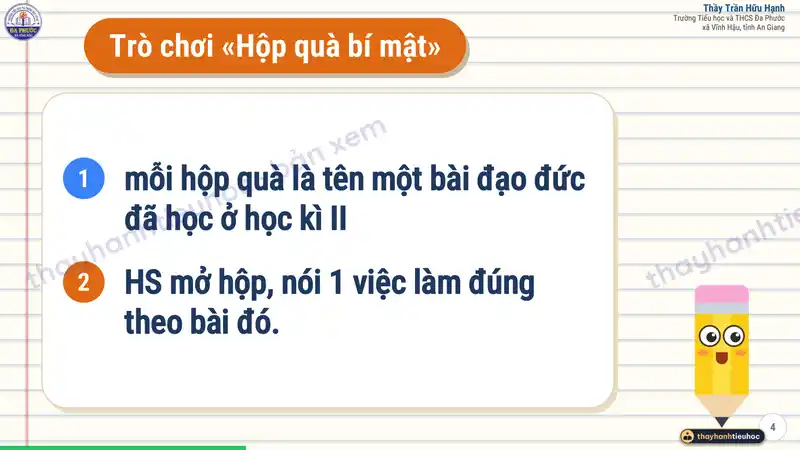 Thầy Trần Hữu Hạnh
Trường Tiểu học và THCS Đa Phước
xã Vĩnh Hậu, tỉnh An Giang
ĐA PHƯỚC
Trò chơi «Hộp quà bí mật»
1 mỗi hộp quà là tên một bài đạo đức
đã học ở học kì II
2 HS mở hộp, nói 1 việc làm đúng
theo bài đó.
thayhanhtieuhoc
4